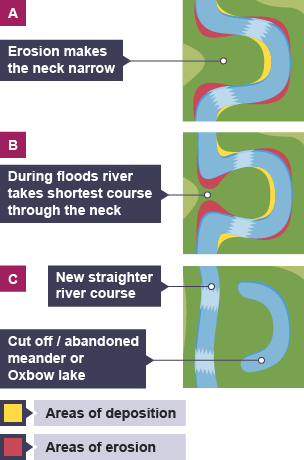 A
Erosion makes
the neck narrow
B
During floods river
takes shortest course
through the neck
C
New straighter
river course
Cut off / abandoned
meander or
Oxbow lake
Areas of deposition
Areas of erosion